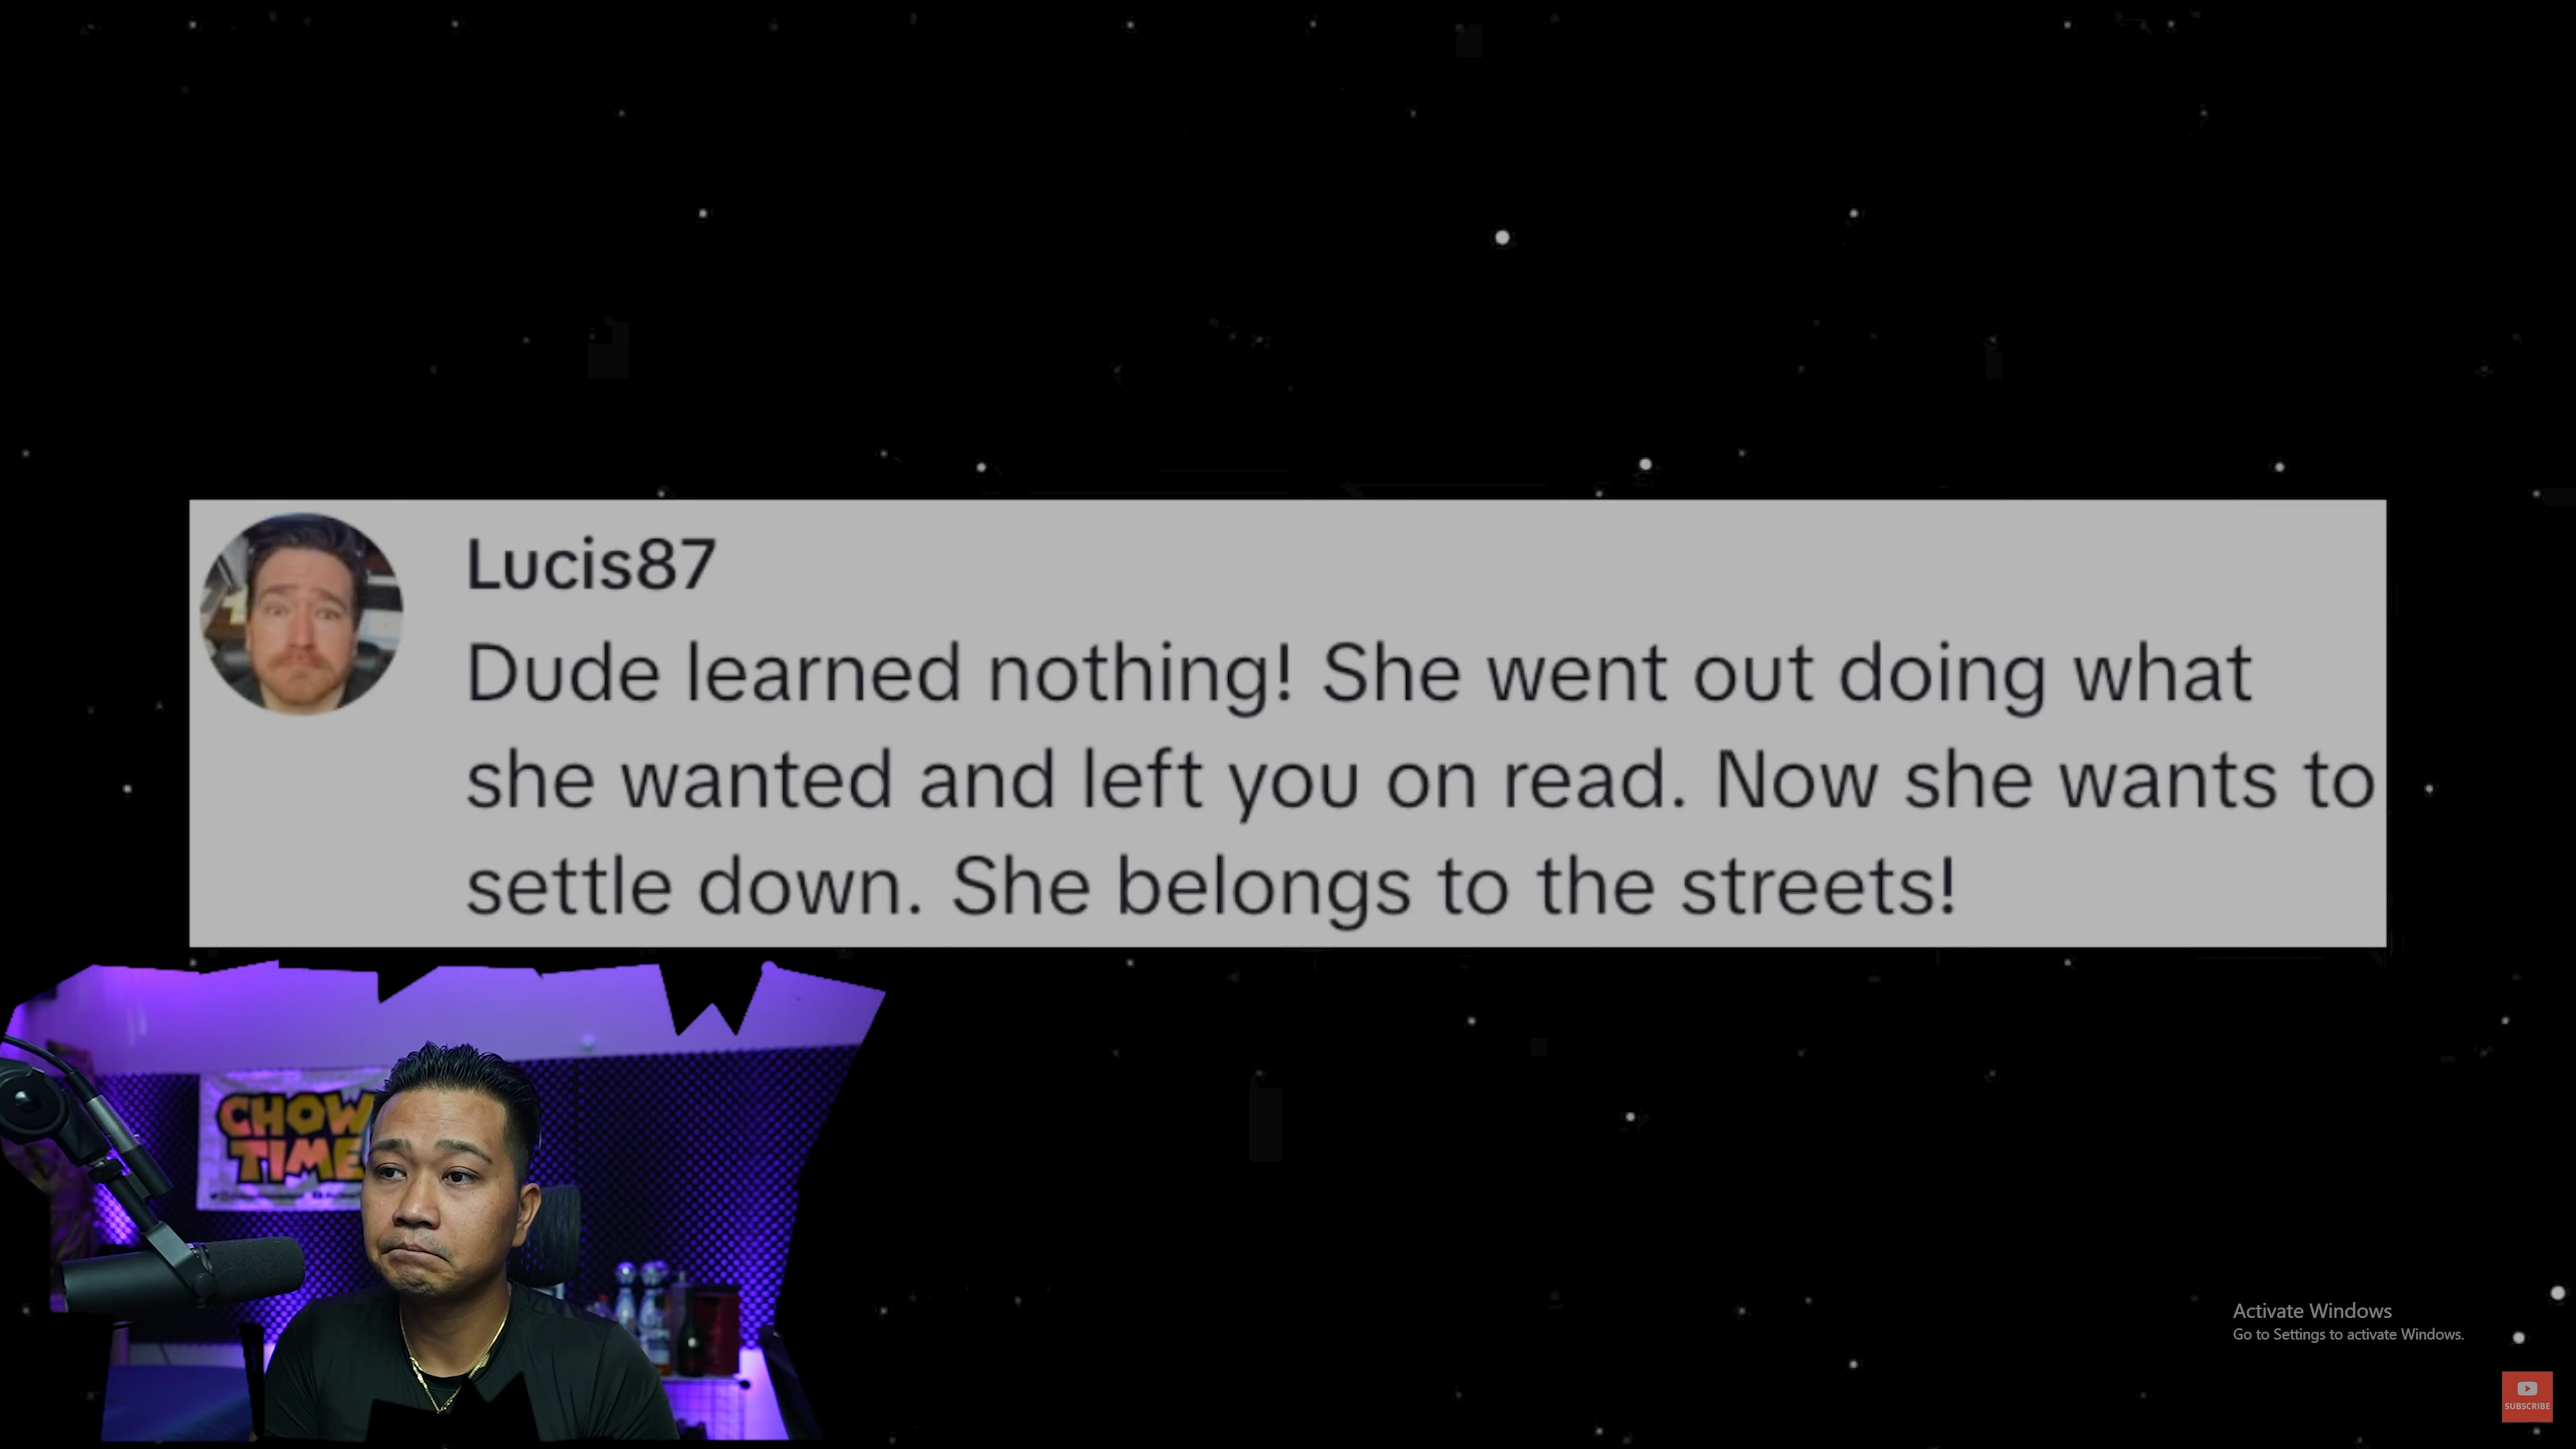 Lucis87
Dude learned nothing! She went out doing what
she wanted and left you on read. Now she wants to
settle down. She belongs to the streets!
CHOW
TIME
Activate Windows
Go to Settings to activate Windows.
SUBSCRIBE